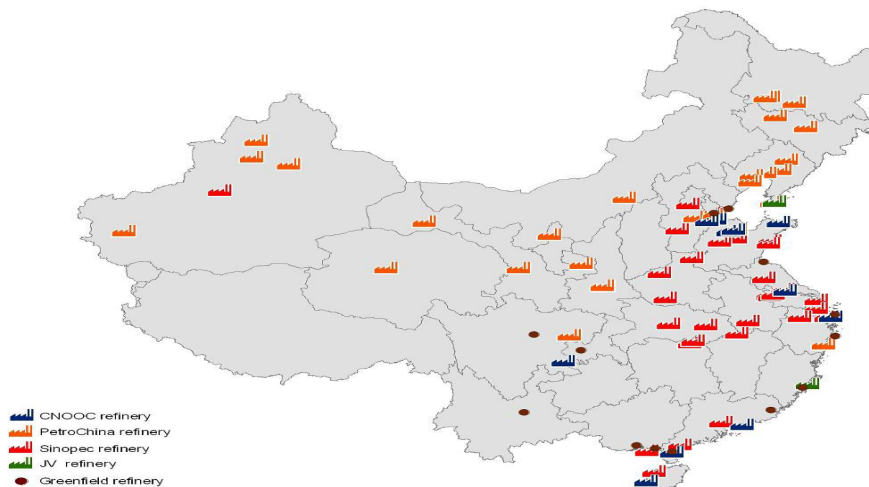 CNOOC refinery
PetroChina refinery
Sinopec refinery
JV refinery
Greenfield refinery